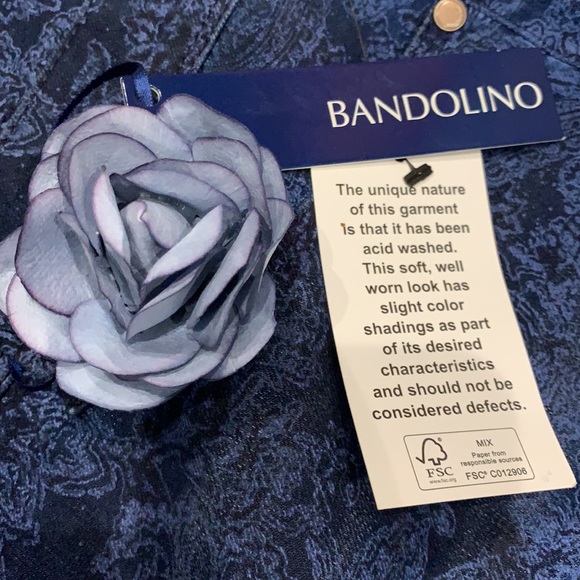 BANDOLINO
The unique nature
of this garment
is that it has been
acid washed.
This soft, well
worn look has
slight color
shadings as part
of its desired
characteristics
and should not be
considered defects.
FSC
www.fsc.org
MIX
Paper from
responsible sources
FSC® C012906